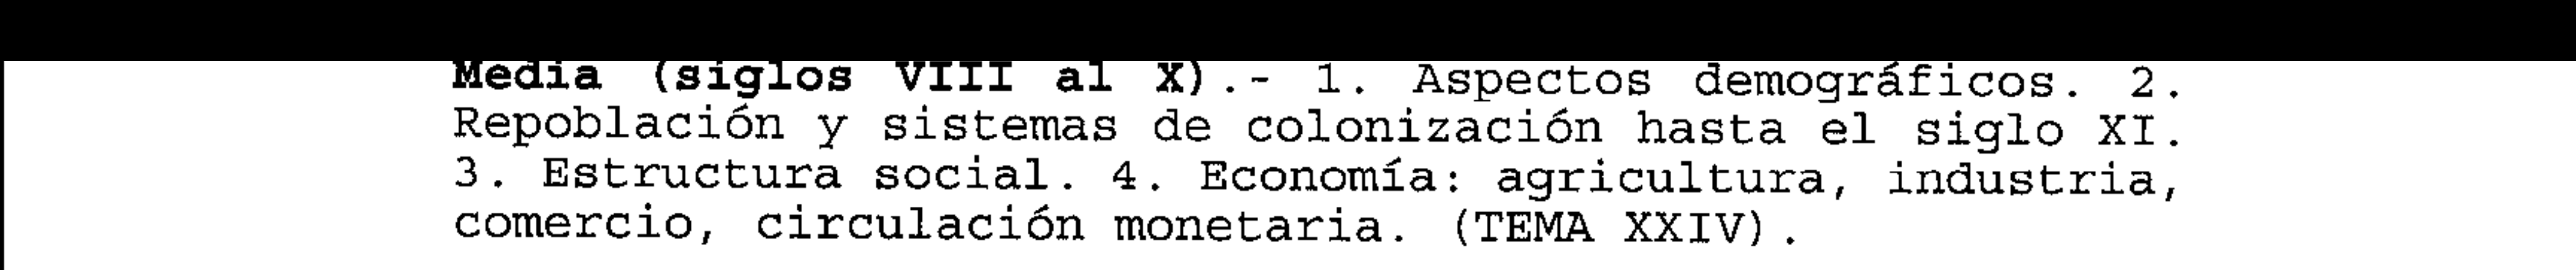 Media (siglos VIII al X).- 1. Aspectos demográficos. 2.
Repoblación y sistemas de colonización hasta el siglo XI.
3. Estructura social. 4. Economía: agricultura, industria,
comercio, circulación monetaria. (TEMA XXIV).